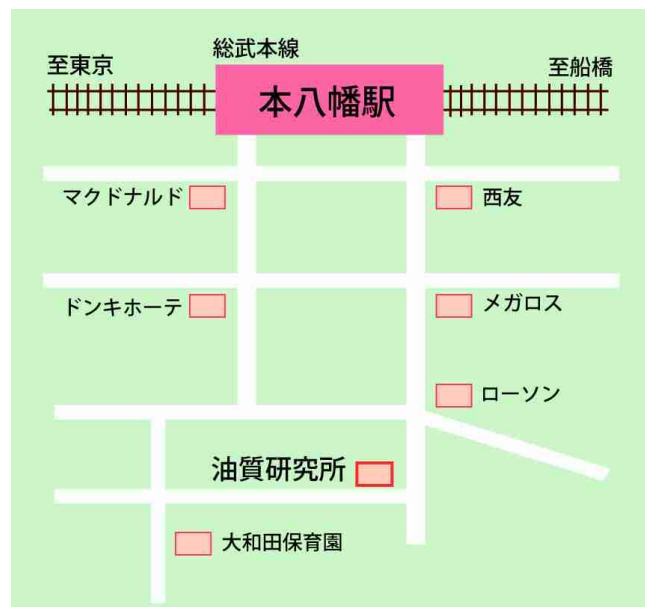 総武本線
至東京
至船橋
本八幡駅
マクドナルド
西友
ドンキホーテ
メガロス
ローソン
油質研究所
大和田保育園